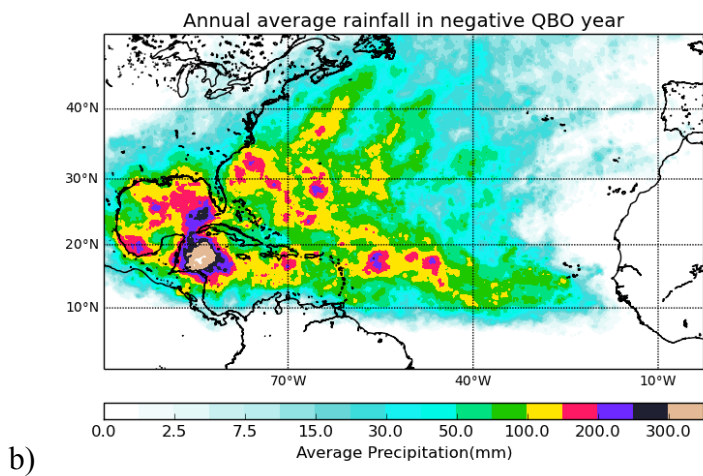 Annual average rainfall in negative QBO year
40°N
30°N
20°N
10°N
70°W 40°W 10°W
0.0 2.5 7.5 15.0 30.0 50.0 100.0 200.0 300.0
Average Precipitation(mm)
b)